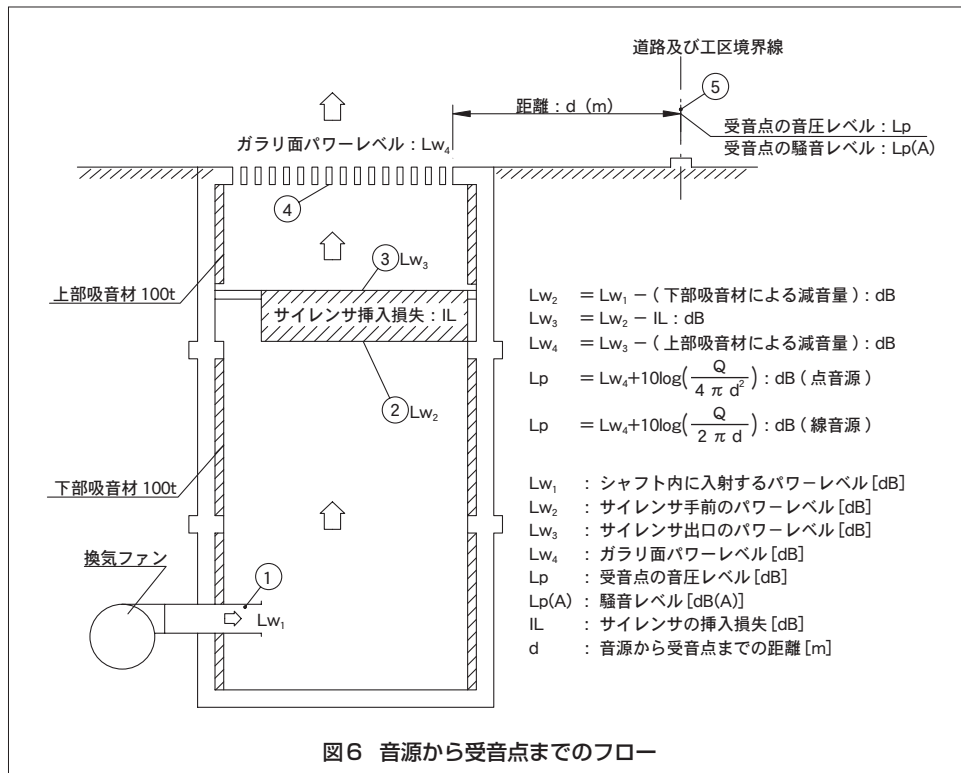 道路及び工区境界線
⑤
距離：d（m）
受音点の音圧レベル：Lp
受音点の騒音レベル：Lp(A)
ガラリ面パワーレベル：Lw₄
④
③ Lw₃
上部吸音材 100t
サイレンサ挿入損失：IL
② Lw₂
下部吸音材 100t
換気ファン
①
Lw₁
Lw₂ = Lw₁ −（下部吸音材による減音量）: dB
Lw₃ = Lw₂ − IL : dB
Lw₄ = Lw₃ −（上部吸音材による減音量）: dB
Lp = Lw₄+10log(Q/4πd²) : dB（点音源）
Lp = Lw₄+10log(Q/2πd) : dB（線音源）
Lw₁ : シャフト内に入射するパワーレベル[dB]
Lw₂ : サイレンサ手前のパワーレベル[dB]
Lw₃ : サイレンサ出口のパワーレベル[dB]
Lw₄ : ガラリ面パワーレベル[dB]
Lp : 受音点の音圧レベル[dB]
Lp(A) : 騒音レベル[dB(A)]
IL : サイレンサの挿入損失[dB]
d : 音源から受音点までの距離[m]
図6 音源から受音点までのフロー